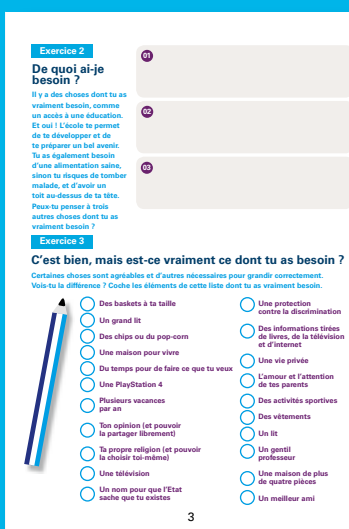 Exercice 2
De quoi ai-je
besoin ?
Il y a des choses dont tu as
vraiment besoin, comme
un accès à une éducation.
Et oui ! L'école te permet
de te développer et de
te préparer un bel avenir.
Tu as également besoin
d'une alimentation saine,
sinon tu risques de tomber
malade, et d'avoir un
toit au-dessus de ta tête.
Peux-tu penser à trois
autres choses dont tu as
vraiment besoin ?
01
02
03
Exercice 3
C'est bien, mais est-ce vraiment ce dont tu as besoin ?
Certaines choses sont agréables et d'autres nécessaires pour grandir correctement.
Vois-tu la différence ? Coche les éléments de cette liste dont tu as vraiment besoin.
Des baskets à ta taille
Un grand lit
Des chips ou du pop-corn
Une maison pour vivre
Du temps pour de faire ce que tu veux
Une PlayStation 4
Plusieurs vacances
par an
Ton opinion (et pouvoir
la partager librement)
Ta propre religion (et pouvoir
la choisir toi-même)
Une télévision
Un nom pour que l'Etat
sache que tu existes
Une protection
contre la discrimination
Des informations tirées
de livres, de la télévision
et d'internet
Une vie privée
L'amour et l'attention
de tes parents
Des activités sportives
Des vêtements
Un lit
Un gentil
professeur
Une maison de plus
de quatre pièces
Un meilleur ami
3